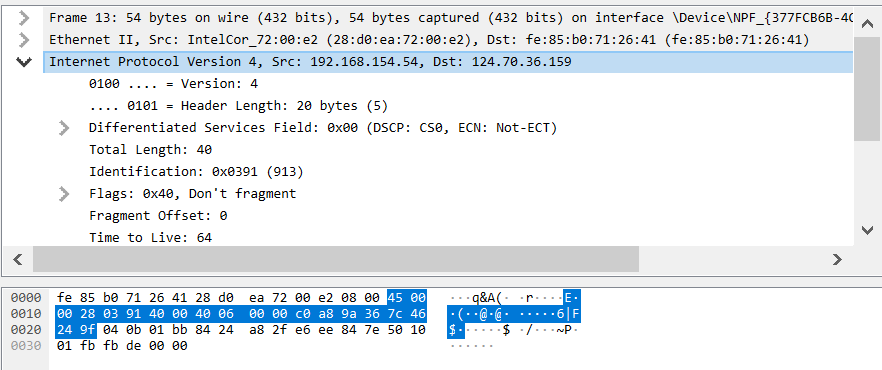 Frame 13: 54 bytes on wire (432 bits), 54 bytes captured (432 bits) on interface \Device\NPF_{377FCB6B-4C
Ethernet II, Src: IntelCor_72:00:e2 (28:d0:ea:72:00:e2), Dst: fe:85:b0:71:26:41 (fe:85:b0:71:26:41)
Internet Protocol Version 4, Src: 192.168.154.54, Dst: 124.70.36.159
0100 .... = Version: 4
.... 0101 = Header Length: 20 bytes (5)
Differentiated Services Field: 0x00 (DSCP: CS0, ECN: Not-ECT)
Total Length: 40
Identification: 0x0391 (913)
Flags: 0x40, Don't fragment
Fragment Offset: 0
Time to Live: 64
0000 fe 85 b0 71 26 41 28 d0 ea 72 00 e2 08 00 45 00 ···q&A(· ·r····E·
0010 00 28 03 91 40 00 40 06 00 00 c0 a8 9a 36 7c 46 ·(··@·@· ·····6|F
0020 24 9f 04 0b 01 bb 84 24 a8 2f e6 ee 84 7e 50 10 $······$ ·/···~P·
0030 01 fb fb de 00 00 ······